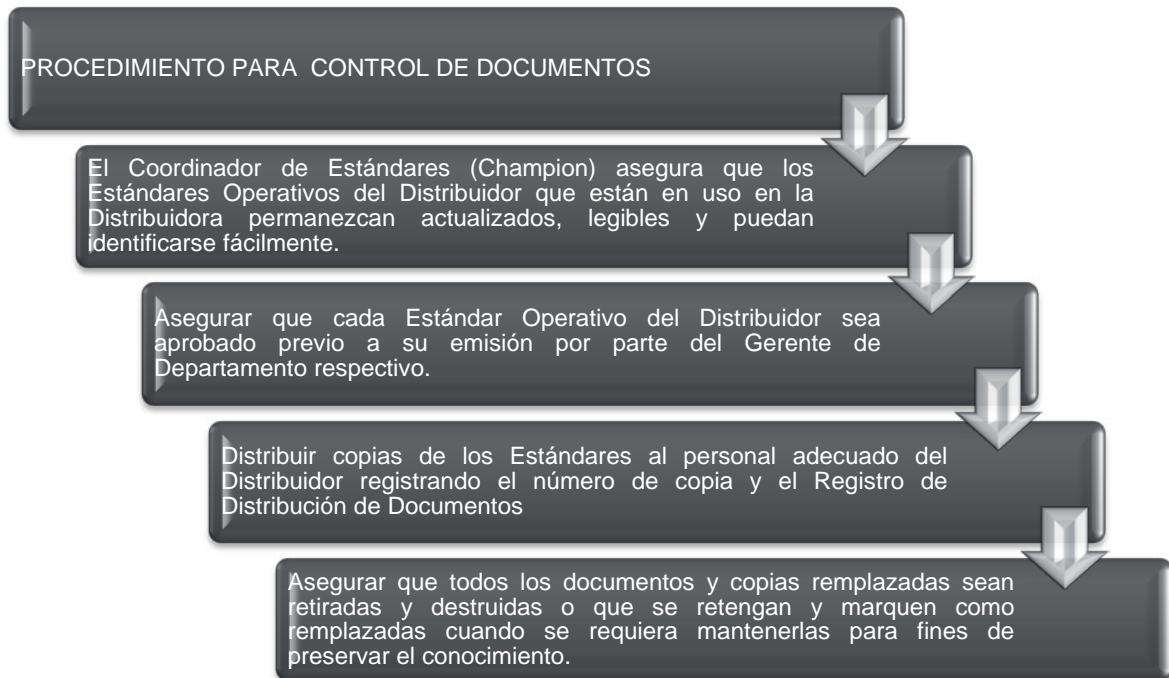 PROCEDIMIENTO PARA CONTROL DE DOCUMENTOS
El Coordinador de Estándares (Champion) asegura que los
Estándares Operativos del Distribuidor que están en uso en la
Distribuidora permanezcan actualizados, legibles y puedan
identificarse fácilmente.
Asegurar que cada Estándar Operativo del Distribuidor sea
aprobado previo a su emisión por parte del Gerente de
Departamento respectivo.
Distribuir copias de los Estándares al personal adecuado del
Distribuidor registrando el número de copia y el Registro de
Distribución de Documentos
Asegurar que todos los documentos y copias remplazadas sean
retiradas y destruidas o que se retengan y marquen como
remplazadas cuando se requiera mantenerlas para fines de
preservar el conocimiento.